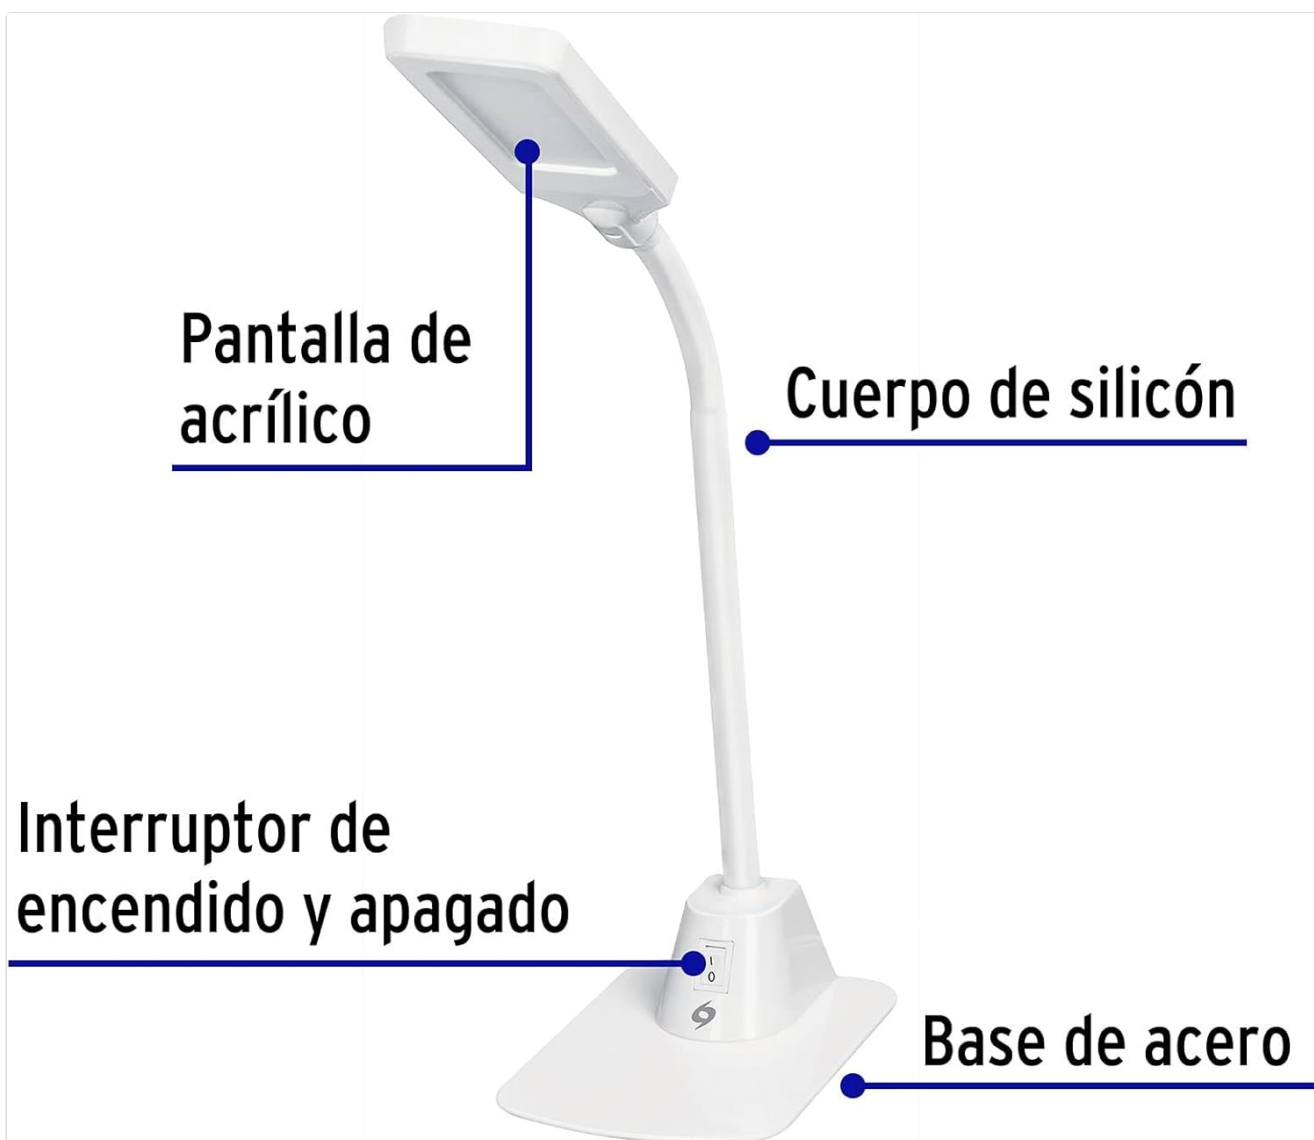 Pantalla de
acrílico
Cuerpo de silicón
Interruptor de
encendido y apagado
I
O
Base de acero